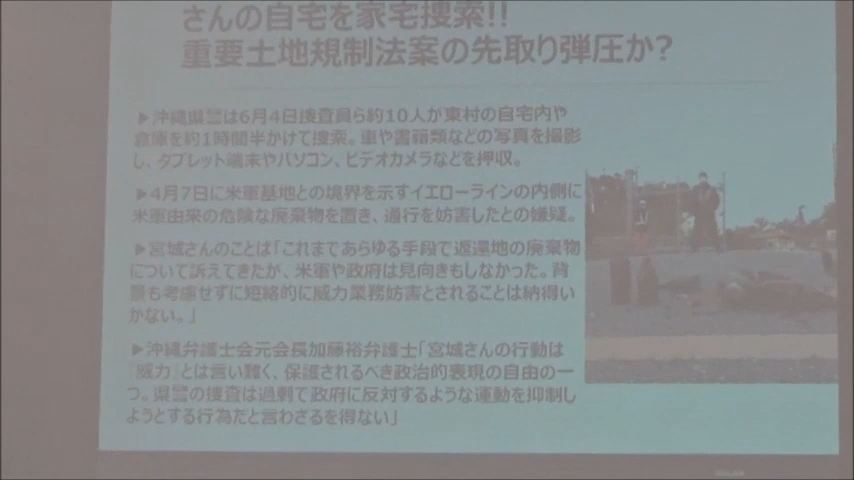 さんの自宅を家宅捜索!!
重要土地規制法案の先取り弾圧か?
▶沖縄県警は6月4日捜査員ら約10人が東村の自宅内や
倉庫を約1時間半かけて捜索。車や書籍類などの写真を撮影
し、タブレット端末やパソコン、ビデオカメラなどを押収。
▶4月7日に米軍基地との境界を示すイエローラインの内側に
米軍由来の危険な廃棄物を置き、通行を妨害したとの嫌疑。
▶宮城さんのことは「これまであらゆる手段で返還地の廃棄物
について訴えてきたが、米軍や政府は見向きもしなかった。背
景も考慮せずに短絡的に威力業務妨害とされることは納得い
かない。」
▶沖縄弁護士会元会長加藤裕弁護士「宮城さんの行動は
『威力』とは言い難く、保護されるべき政治的表現の自由の一
つ。県警の捜査は過剰で政府に反対するような運動を抑制し
ようとする行為だと言わざるを得ない」